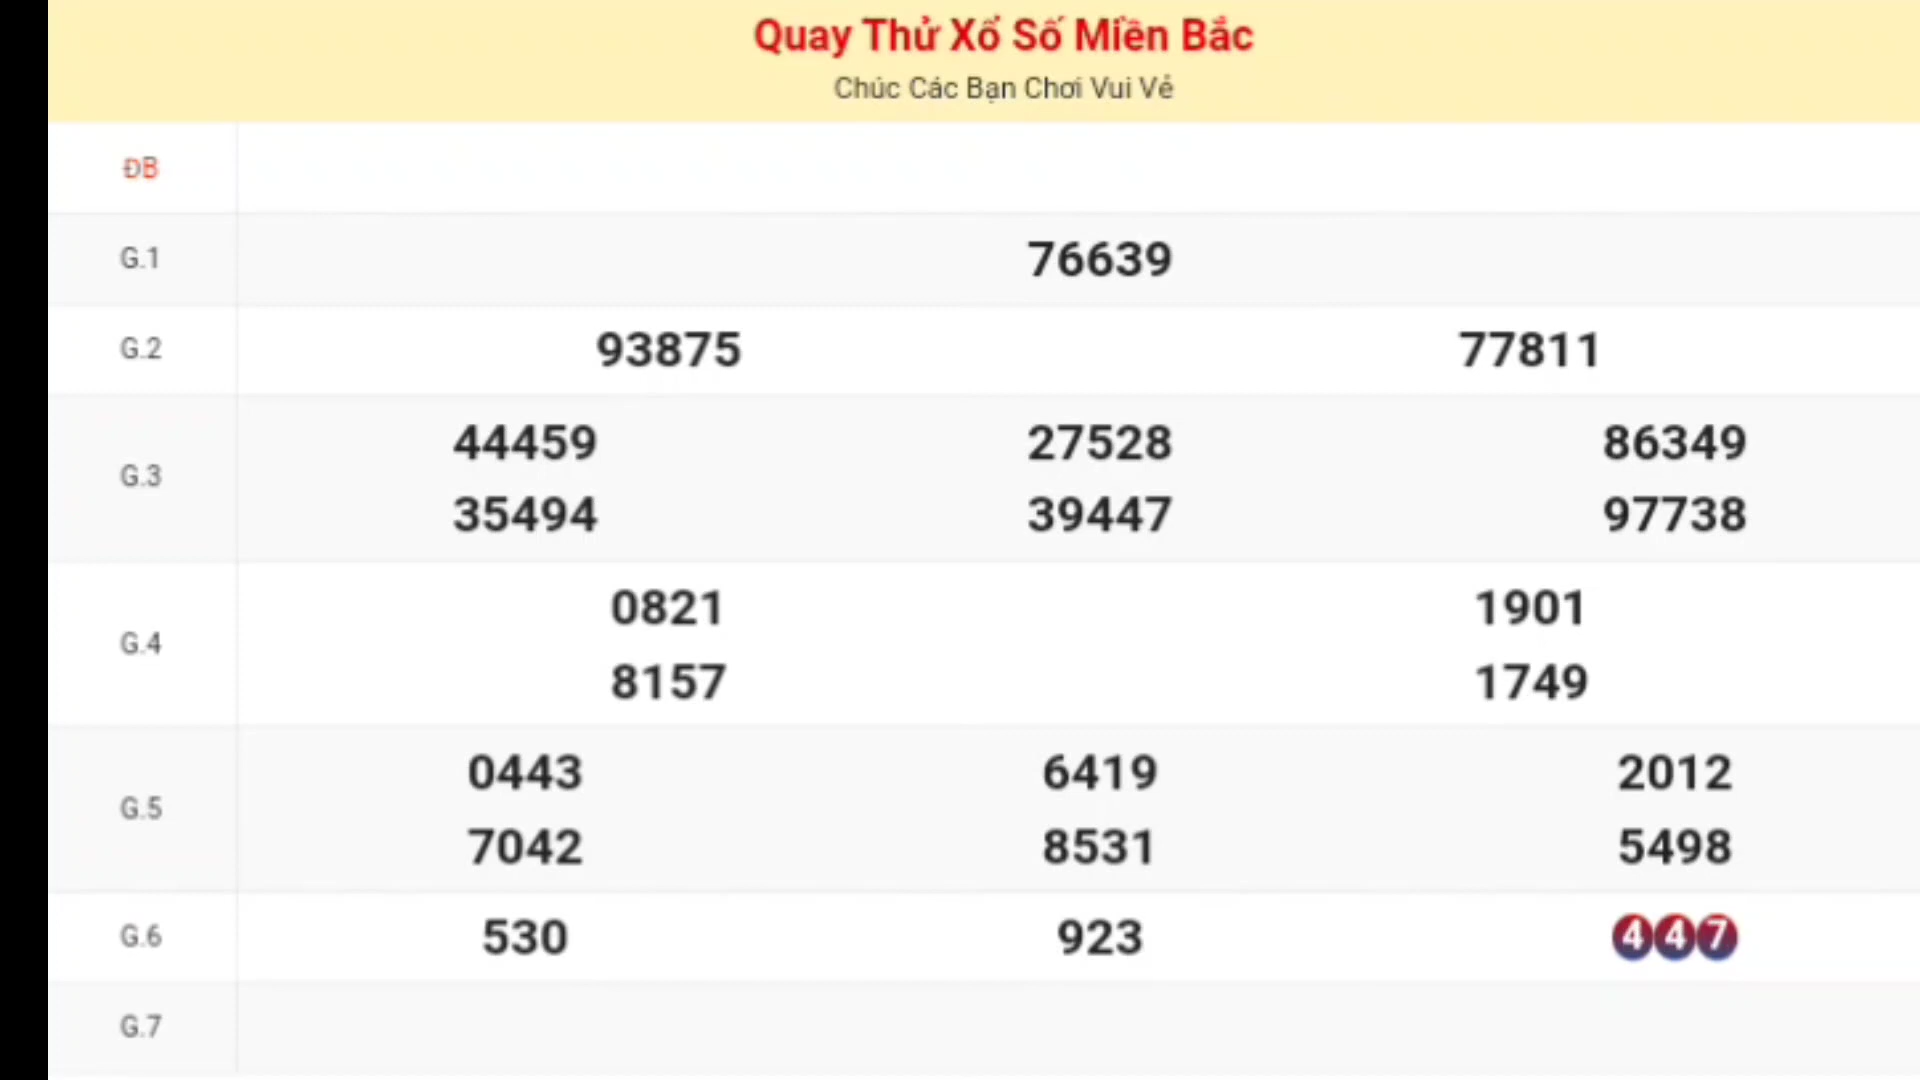 Quay Thử Xổ Số Miền Bắc
Chúc Các Bạn Chơi Vui Vẻ
ĐB
G.1 76639
G.2 93875 77811
G.3 44459 27528 86349
35494 39447 97738
G.4 0821 1901
8157 1749
G.5 0443 6419 2012
7042 8531 5498
G.6 530 923 447
G.7